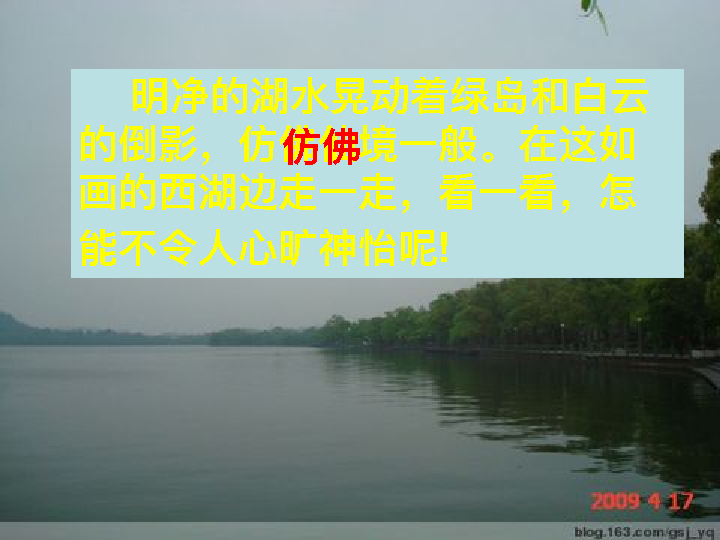 明净的湖水晃动着绿岛和白云
的倒影，仿仿佛境一般。在这如
画的西湖边走一走，看一看，怎
能不令人心旷神怡呢!
2009 4 17
blog.163.com/gsj_yq